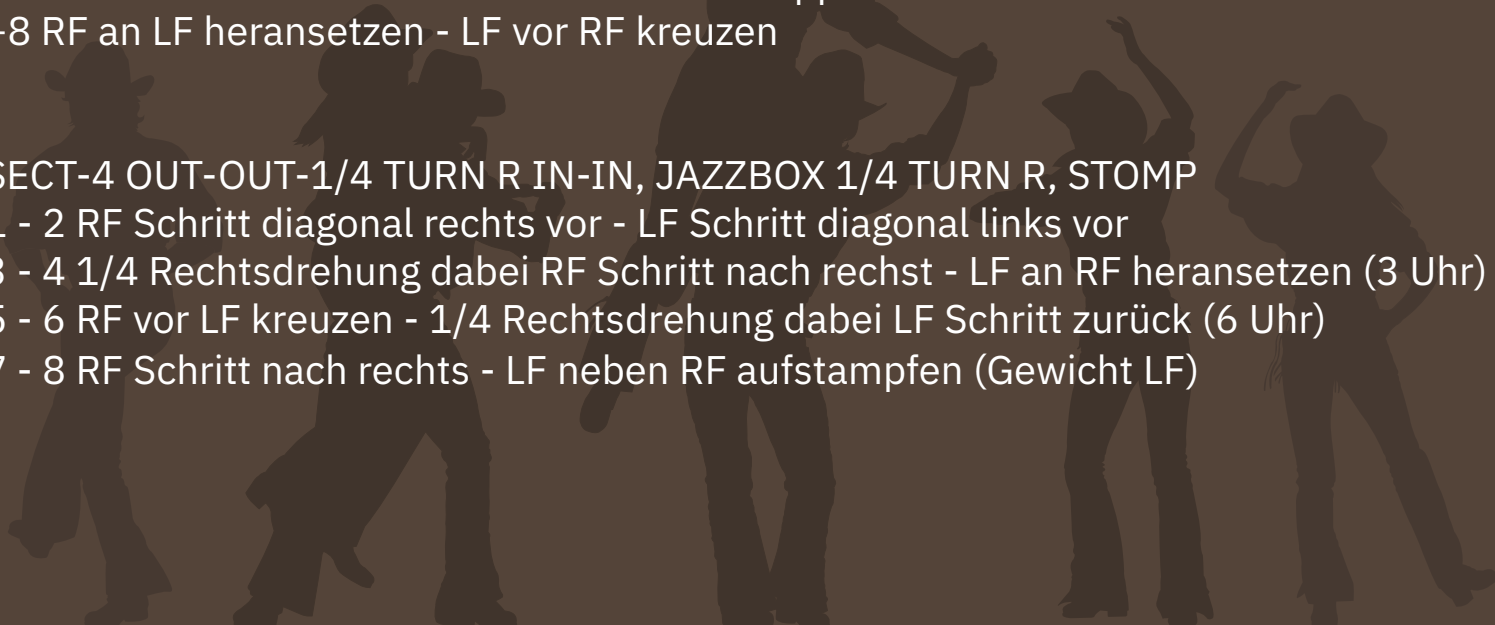 -8 RF an LF heransetzen - LF vor RF kreuzen
SECT-4 OUT-OUT-1/4 TURN R IN-IN, JAZZBOX 1/4 TURN R, STOMP
- 2 RF Schritt diagonal rechts vor - LF Schritt diagonal links vor
3 - 4 1/4 Rechtsdrehung dabei RF Schritt nach rechst - LF an RF heransetzen (3 Uhr)
5 - 6 RF vor LF kreuzen - 1/4 Rechtsdrehung dabei LF Schritt zurück (6 Uhr)
7 - 8 RF Schritt nach rechts - LF neben RF aufstampfen (Gewicht LF)